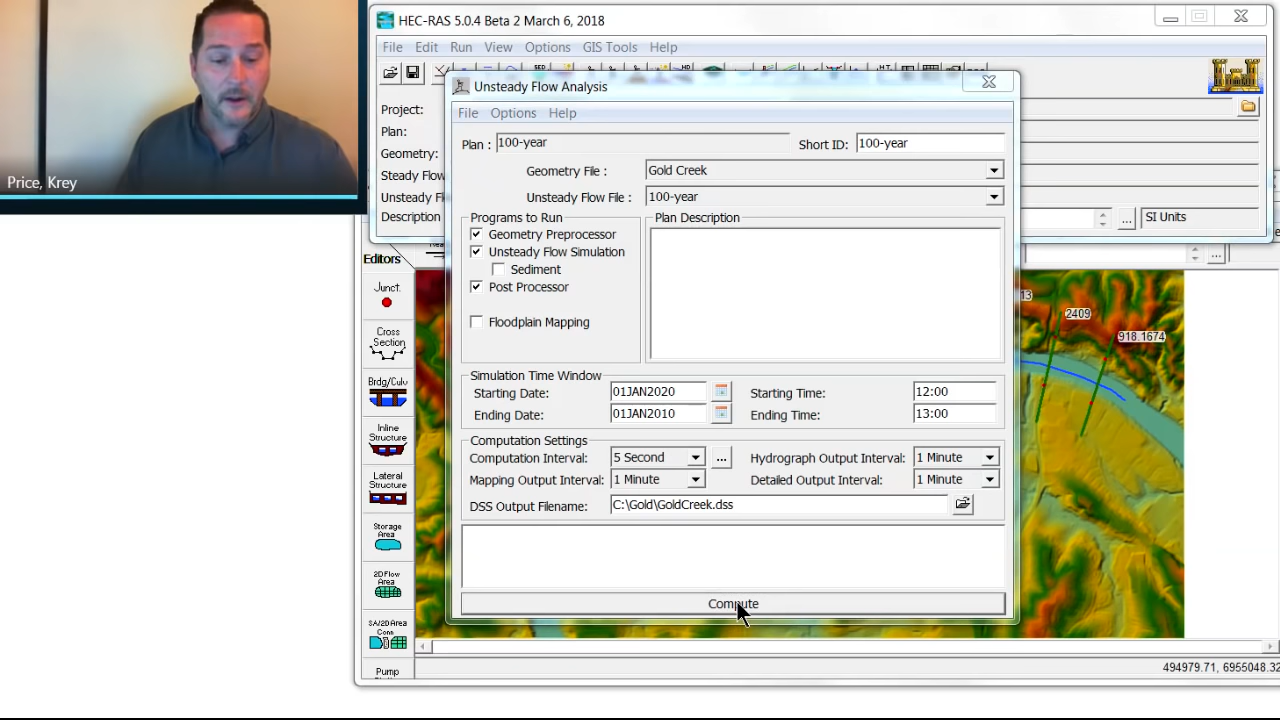 Price, Krey
HEC-RAS 5.0.4 Beta 2 March 6, 2018
File Edit Run View Options GIS Tools Help
Project:
Plan:
Geometry:
Steady Flow
Unsteady Fl
Description
SI Units
Unsteady Flow Analysis
File Options Help
Plan : 100-year Short ID: 100-year
Geometry File : Gold Creek
Unsteady Flow File : 100-year
Programs to Run
Geometry Preprocessor
Unsteady Flow Simulation
Sediment
Post Processor
Floodplain Mapping
Plan Description
Simulation Time Window
Starting Date: 01JAN2020 Starting Time: 12:00
Ending Date: 01JAN2010 Ending Time: 13:00
Computation Settings
Computation Interval: 5 Second ... Hydrograph Output Interval: 1 Minute
Mapping Output Interval: 1 Minute Detailed Output Interval: 1 Minute
DSS Output Filename: C:\Gold\GoldCreek.dss
Compute
Editors
Junct.
Cross
Section
Brdg/Culv
Inline
Structure
Lateral
Structure
Storage
Area
2D Flow
Area
SA/2D Area
Conn
Pump
13
2409
918.1674
494979.71, 6955048.32